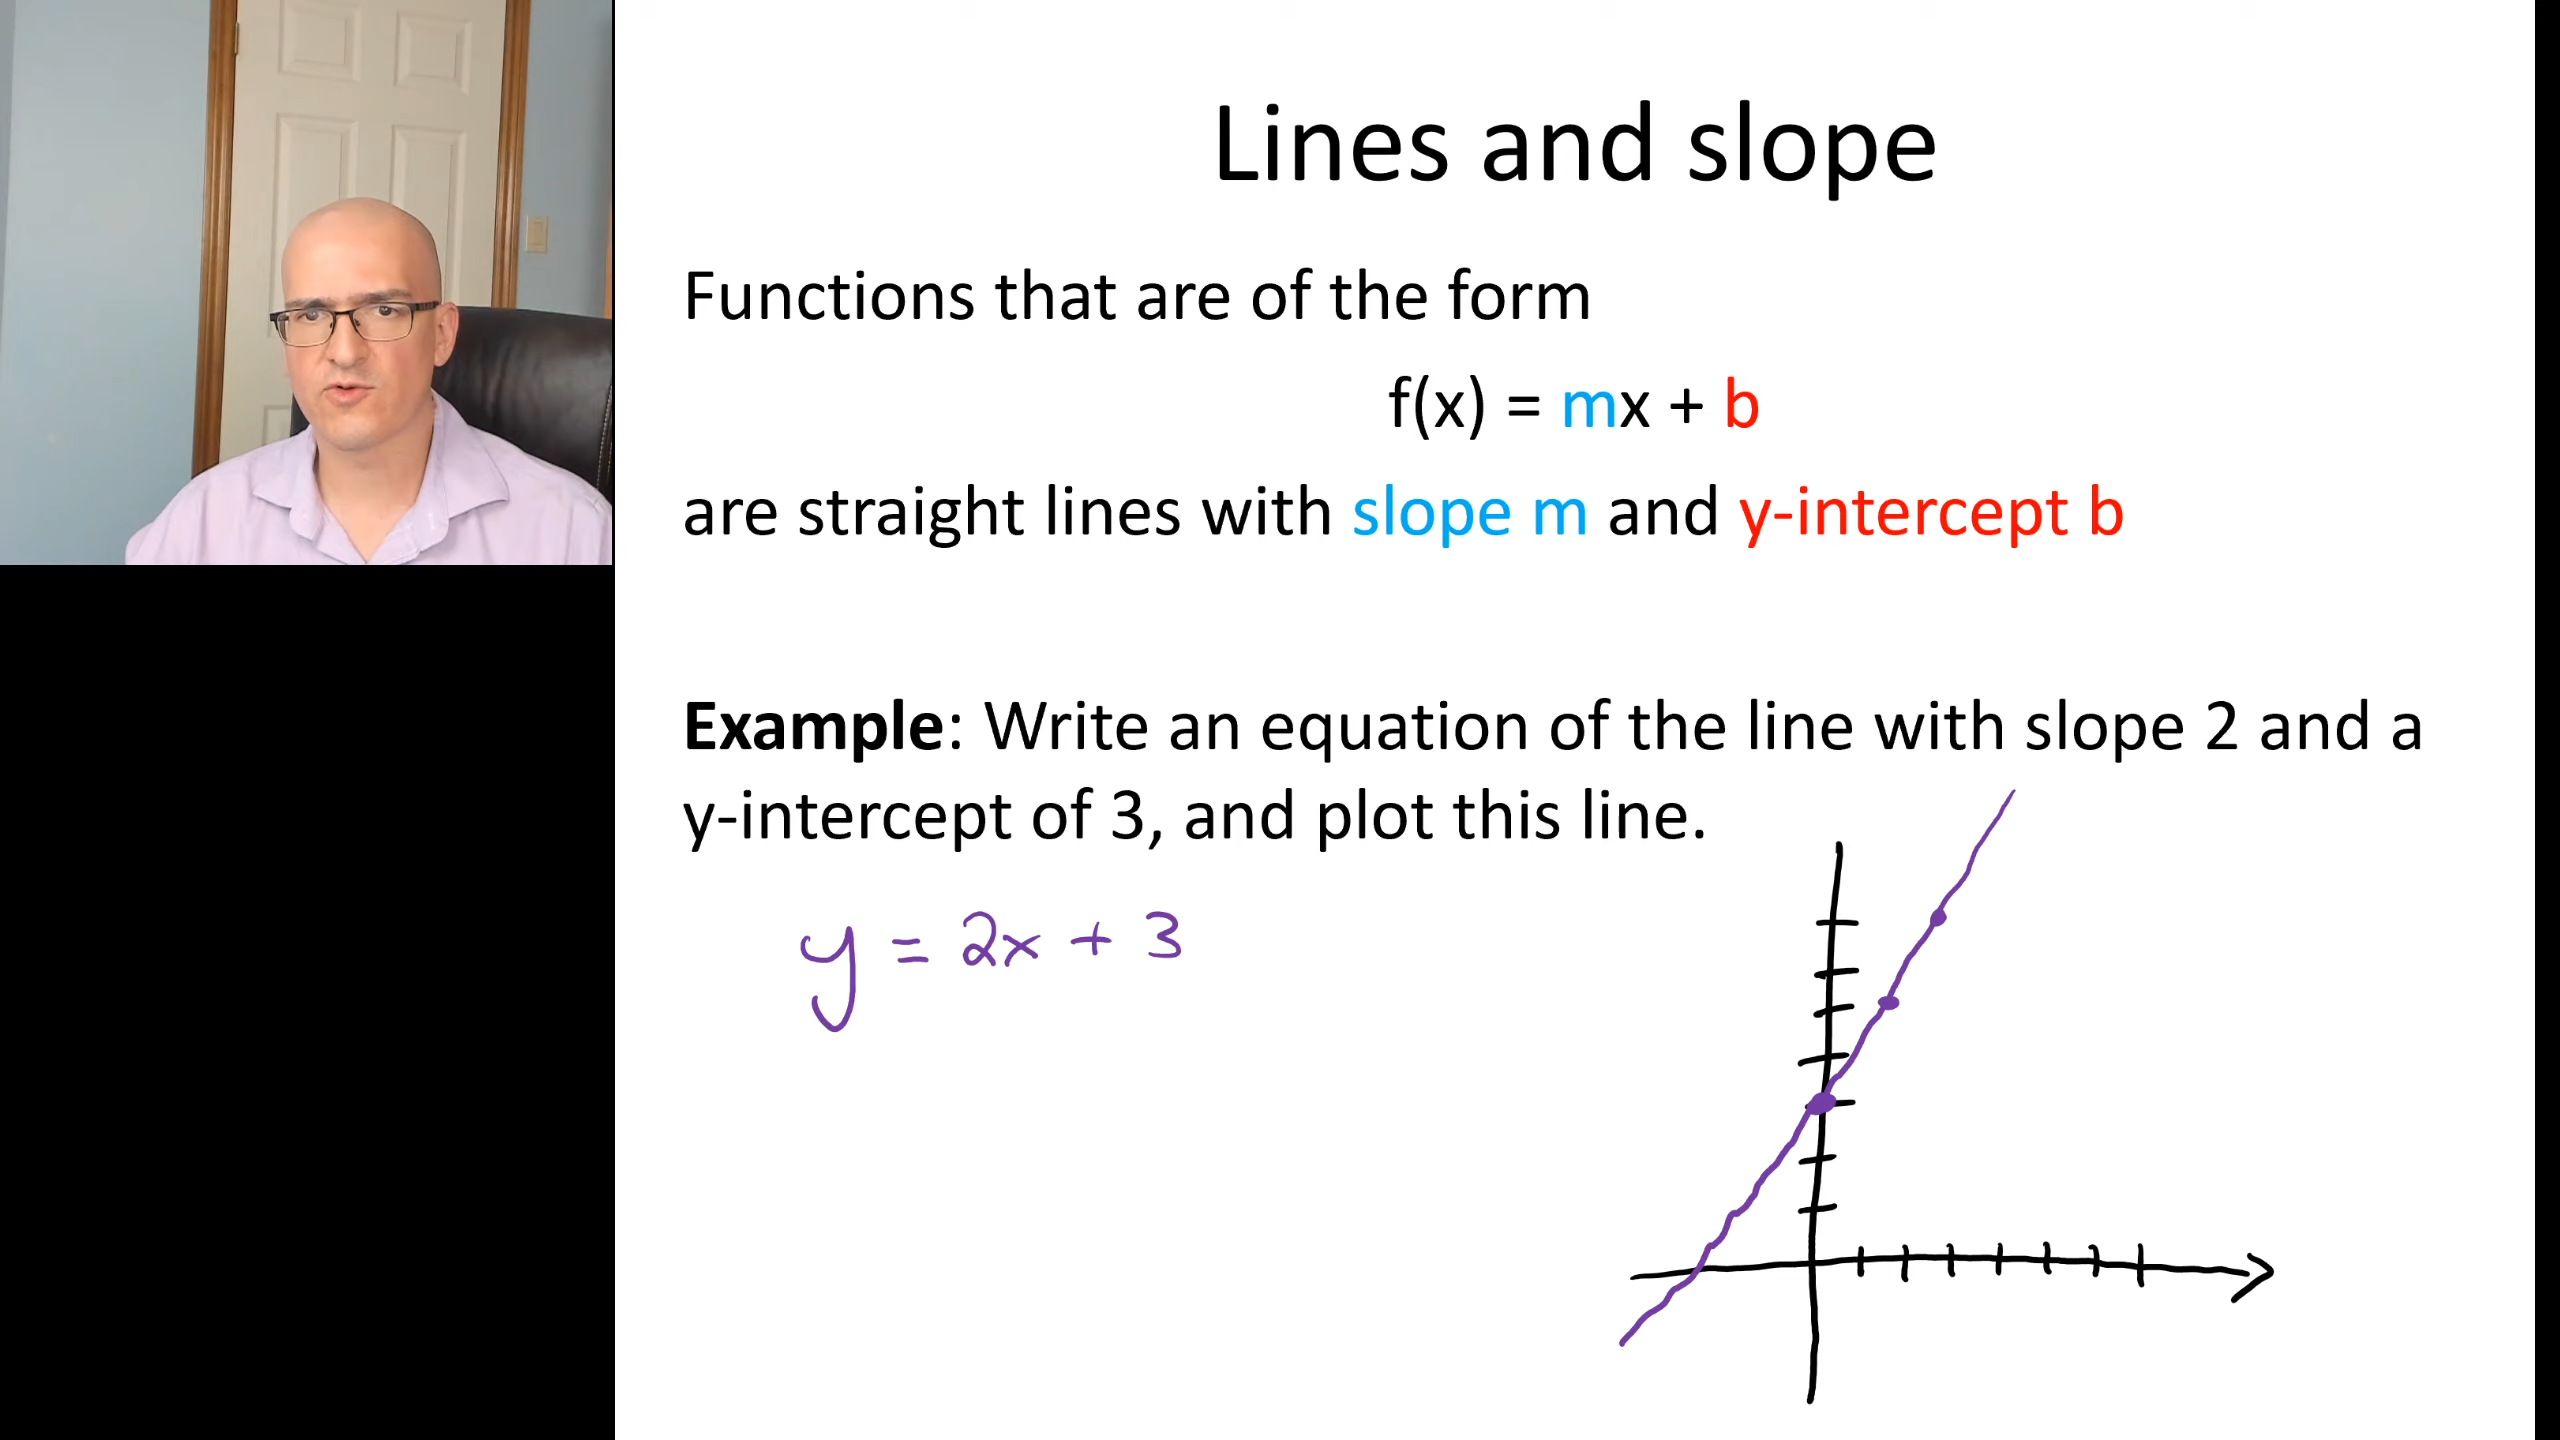 Lines and slope
Functions that are of the form
f(x) = mx + b
are straight lines with slope m and y-intercept b
Example: Write an equation of the line with slope 2 and a
y-intercept of 3, and plot this line.
y = 2x + 3